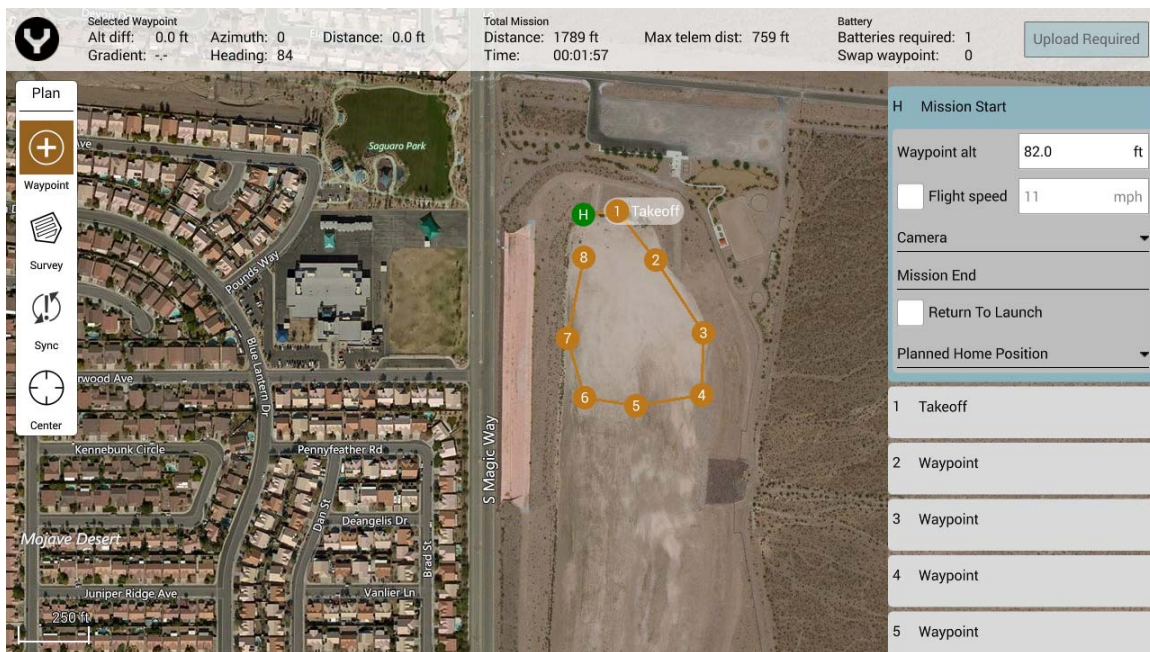 Selected Waypoint
Alt diff: 0.0 ft Azimuth: 0 Distance: 0.0 ft
Gradient: -.- Heading: 84
Total Mission
Distance: 1789 ft Max telem dist: 759 ft
Time: 00:01:57
Battery
Batteries required: 1
Swap waypoint: 0
Upload Required
Plan
Waypoint
Survey
Sync
Center
Ave
Saguaro Park
Pounds Way
Blue Lantern Dr
rwood Ave
Kennebunk Circle
Pennyfeather Rd
Dan St
Deangelis Dr
Brad St
Mojave Desert
Juniper Ridge Ave
Vanlier Ln
250 ft
S Magic Way
H
1 Takeoff
2
3
4
5
6
7
8
H Mission Start
Waypoint alt 82.0 ft
Flight speed 11 mph
Camera
Mission End
Return To Launch
Planned Home Position
1 Takeoff
2 Waypoint
3 Waypoint
4 Waypoint
5 Waypoint